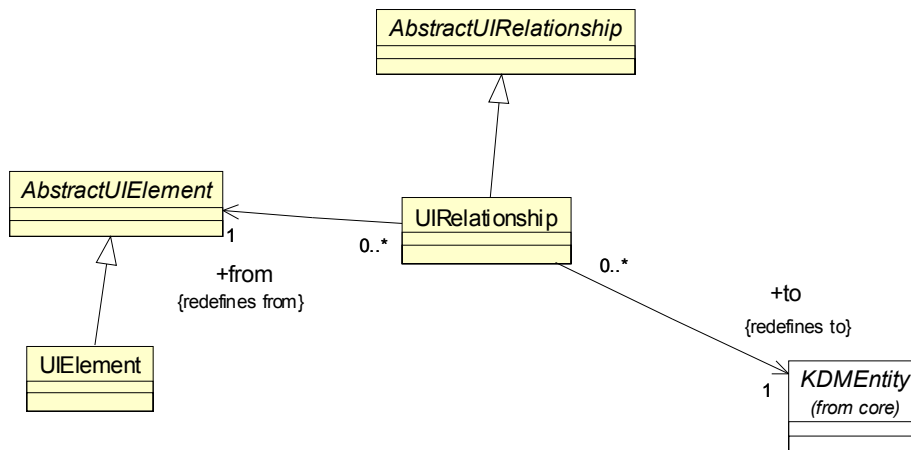 AbstractUIRelationship
AbstractUIElement
UIRelationship
1
0..*
0..*
+from
{redefines from}
+to
{redefines to}
UIElement
KDMEntity
1
(from core)